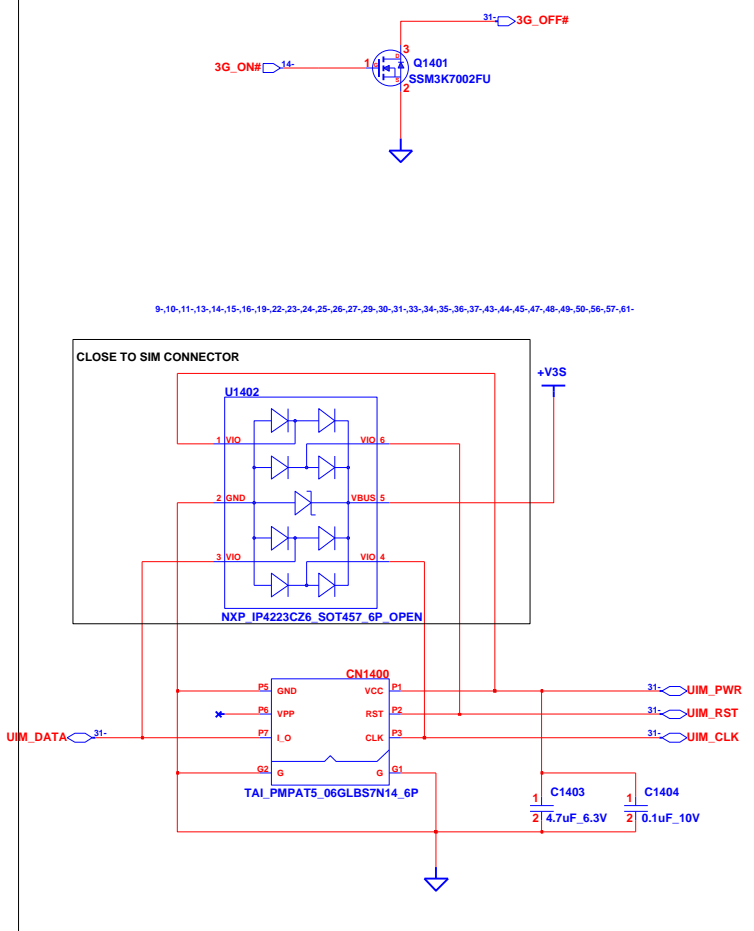 31- 3G_OFF#
3
D
3G_ON# 14- 1 G Q1401
SSM3K7002FU
S
2
9-,10-,11-,13-,14-,15-,16-,19-,22-,23-,24-,25-,26-,27-,29-,30-,31-,33-,34-,35-,36-,37-,43-,44-,45-,47-,48-,49-,50-,56-,57-,61-
CLOSE TO SIM CONNECTOR
+V3S
U1402
1 VIO VIO 6
2 GND VBUS 5
3 VIO VIO 4
NXP_IP4223CZ6_SOT457_6P_OPEN
CN1400
P5 GND VCC P1 31- UIM_PWR
P6 VPP RST P2 31- UIM_RST
UIM_DATA 31- P7 I_O CLK P3 31- UIM_CLK
G2 G G G1
TAI_PMPAT5_06GLBS7N14_6P
1 C1403 1 C1404
2 4.7uF_6.3V 2 0.1uF_10V